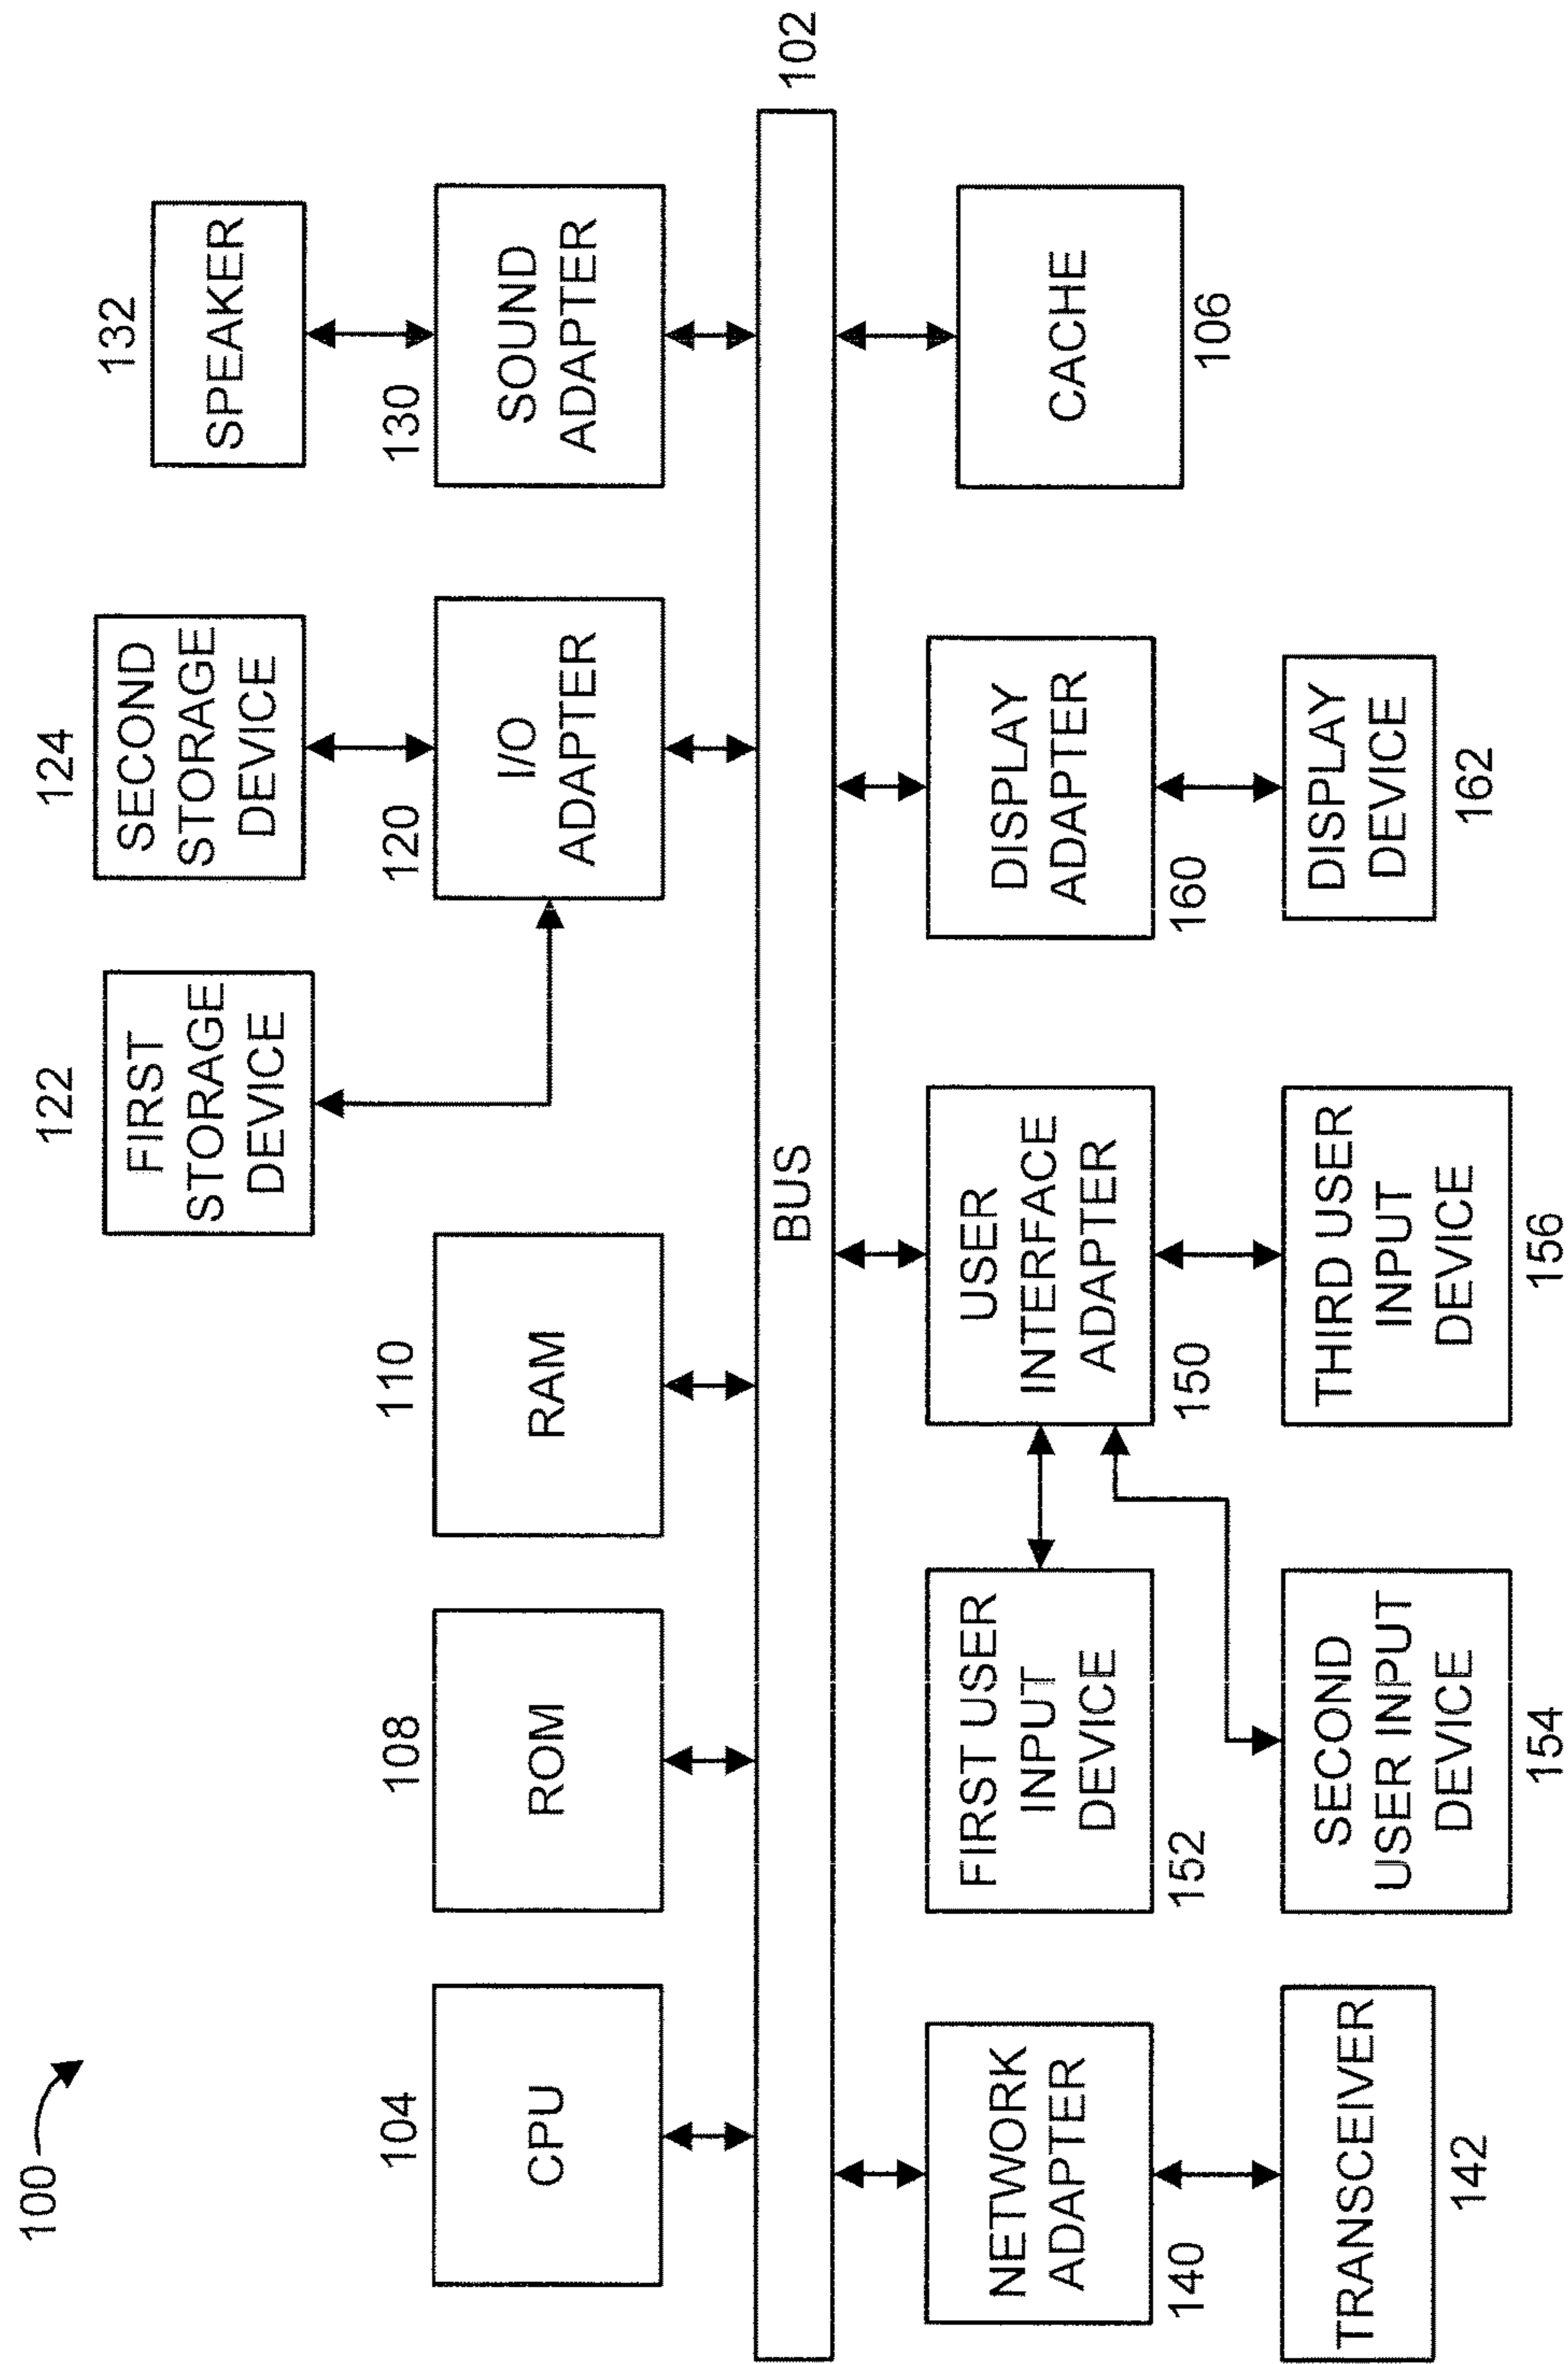 100
122
FIRST
STORAGE
DEVICE
124
SECOND
STORAGE
DEVICE
132
SPEAKER
104
CPU
108
ROM
110
RAM
120
I/O
ADAPTER
130
SOUND
ADAPTER
BUS
102
NETWORK
ADAPTER
140
FIRST USER
INPUT
DEVICE
152
USER
INTERFACE
ADAPTER
150
DISPLAY
ADAPTER
160
CACHE
106
TRANSCEIVER
142
SECOND
USER INPUT
DEVICE
154
THIRD USER
INPUT
DEVICE
156
DISPLAY
DEVICE
162